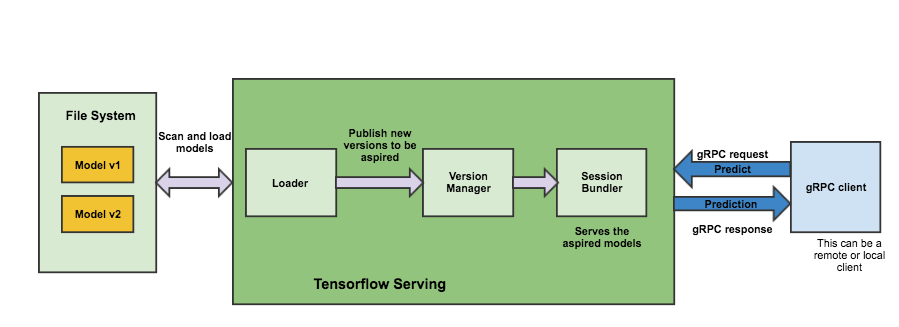 File System
Model v1
Model v2
Scan and load
models
Loader
Publish new
versions to be
aspired
Version
Manager
Session
Bundler
Serves the
aspired models
Tensorflow Serving
gRPC request
Predict
Prediction
gRPC response
gRPC client
This can be a
remote or local
client